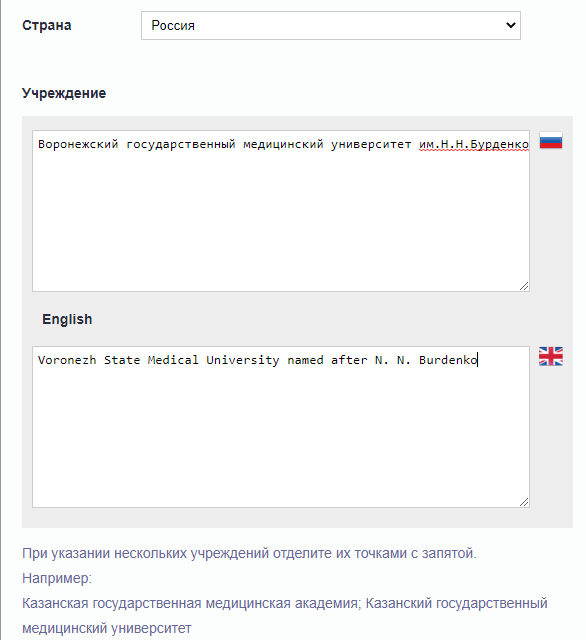 Страна
Россия
Учреждение
Воронежский государственный медицинский университет им.Н.Н.Бурденко
English
Voronezh State Medical University named after N. N. Burdenko
При указании нескольких учреждений отделите их точками с запятой.
Например:
Казанская государственная медицинская академия; Казанский государственный
медицинский университет